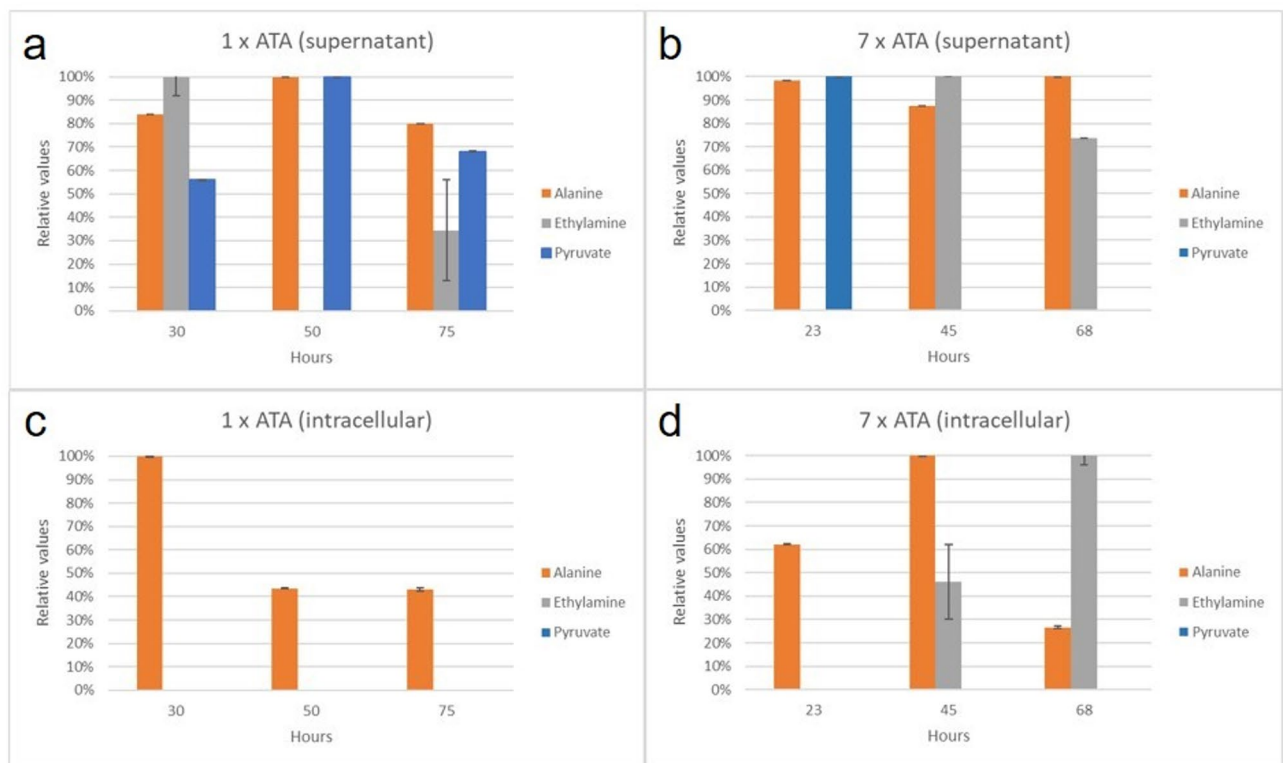 a
1 x ATA (supernatant)
100%
90%
80%
70%
60%
50%
40%
30%
20%
10%
0%
Relative values
30
50
75
Hours
Alanine
Ethylamine
Pyruvate
b
7 x ATA (supernatant)
100%
90%
80%
70%
60%
50%
40%
30%
20%
10%
0%
Relative values
23
45
68
Hours
Alanine
Ethylamine
Pyruvate
c
1 x ATA (intracellular)
100%
90%
80%
70%
60%
50%
40%
30%
20%
10%
0%
Relative values
30
50
75
Hours
Alanine
Ethylamine
Pyruvate
d
7 x ATA (intracellular)
100%
90%
80%
70%
60%
50%
40%
30%
20%
10%
0%
Relative values
23
45
68
Hours
Alanine
Ethylamine
Pyruvate